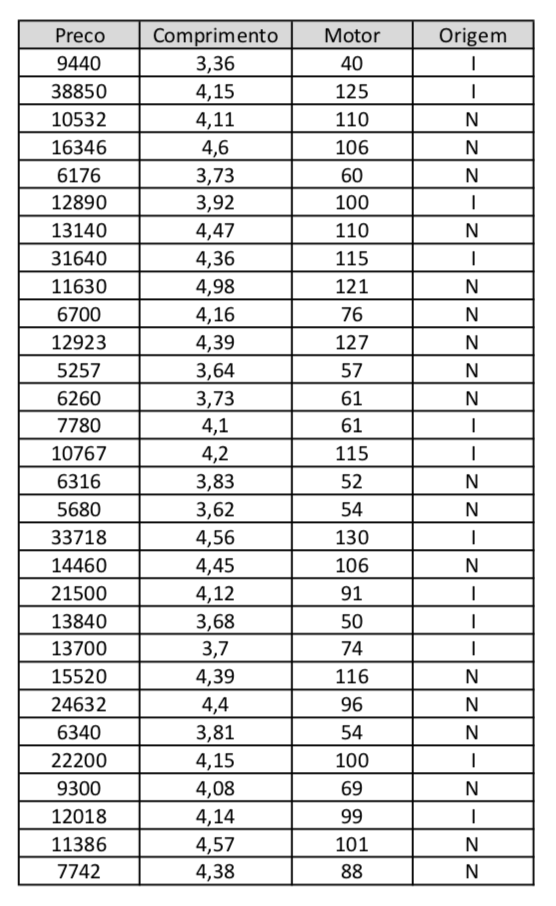 Preco Comprimento Motor Origem
9440 3,36 40 I
38850 4,15 125 I
10532 4,11 110 N
16346 4,6 106 N
6176 3,73 60 N
12890 3,92 100 I
13140 4,47 110 N
31640 4,36 115 I
11630 4,98 121 N
6700 4,16 76 N
12923 4,39 127 N
5257 3,64 57 N
6260 3,73 61 N
7780 4,1 61 I
10767 4,2 115 I
6316 3,83 52 N
5680 3,62 54 N
33718 4,56 130 I
14460 4,45 106 N
21500 4,12 91 I
13840 3,68 50 I
13700 3,7 74 I
15520 4,39 116 N
24632 4,4 96 N
6340 3,81 54 N
22200 4,15 100 I
9300 4,08 69 N
12018 4,14 99 I
11386 4,57 101 N
7742 4,38 88 N